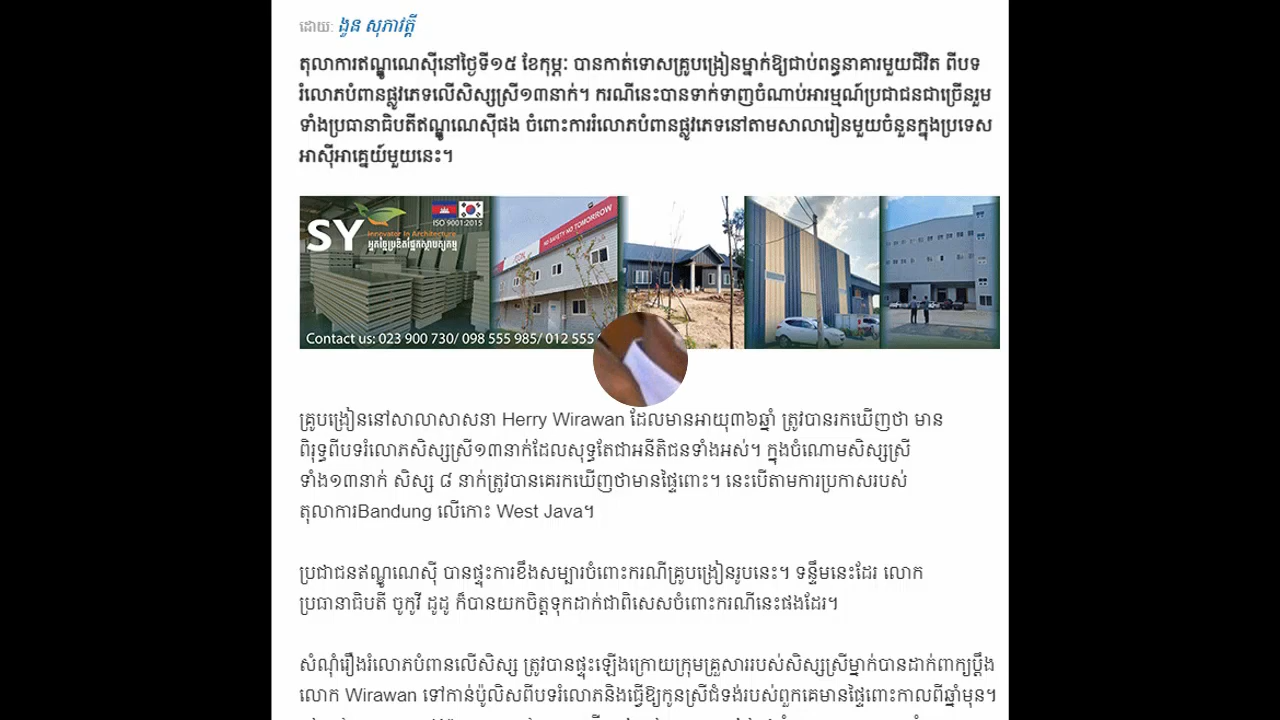 ដោយៈ ងួន សុភាវត្តី
តុលាការឥណ្ឌូណេស៊ីនៅថ្ងៃទី១៥ ខែកុម្ភៈ បានកាត់ទោសគ្រូបង្រៀនម្នាក់ឱ្យជាប់ពន្ធនាគារមួយជីវិត ពីបទ
រំលោភបំពានផ្លូវភេទលើសិស្សស្រី១៣នាក់។ ករណីនេះបានទាក់ទាញចំណាប់អារម្មណ៍ប្រជាជនជាច្រើនរួម
ទាំងប្រធានាធិបតីឥណ្ឌូណេស៊ីផង ចំពោះការរំលោភបំពានផ្លូវភេទនៅតាមសាលារៀនមួយចំនួនក្នុងប្រទេស
អាស៊ីអាគ្នេយ៍មួយនេះ។
SY
Innovator in Architecture
អ្នកច្នៃប្រឌិតផ្នែកស្ថាបត្យកម្ម
ISO 9001:2015
NO SAFETY NO TOMORROW
Contact us: 023 900 730/ 098 555 985/ 012 555
គ្រូបង្រៀននៅសាលាសាសនា Herry Wirawan ដែលមានអាយុ៣៦ឆ្នាំ ត្រូវបានរកឃើញថា មាន
ពិរុទ្ធពីបទរំលោភសិស្សស្រី១៣នាក់ដែលសុទ្ធតែជាអនីតិជនទាំងអស់។ ក្នុងចំណោមសិស្សស្រី
ទាំង១៣នាក់ សិស្ស ៨ នាក់ត្រូវបានគេរកឃើញថាមានផ្ទៃពោះ។ នេះបើតាមការប្រកាសរបស់
តុលាការBandung លើកោះ West Java។
ប្រជាជនឥណ្ឌូណេស៊ី បានផ្ទុះការខឹងសម្បារចំពោះករណីគ្រូបង្រៀនរូបនេះ។ ទន្ទឹមនេះដែរ លោក
ប្រធានាធិបតី ចូកូវី ដូដូ ក៏បានយកចិត្តទុកដាក់ជាពិសេសចំពោះករណីនេះផងដែរ។
សំណុំរឿងរំលោភបំពានលើសិស្ស ត្រូវបានផ្ទុះឡើងក្រោយក្រុមគ្រួសាររបស់សិស្សស្រីម្នាក់បានដាក់ពាក្យប្តឹង
លោក Wirawan ទៅកាន់ប៉ូលិសពីបទរំលោភនិងធ្វើឱ្យកូនស្រីជំទង់របស់ពួកគេមានផ្ទៃពោះកាលពីឆ្នាំមុន។